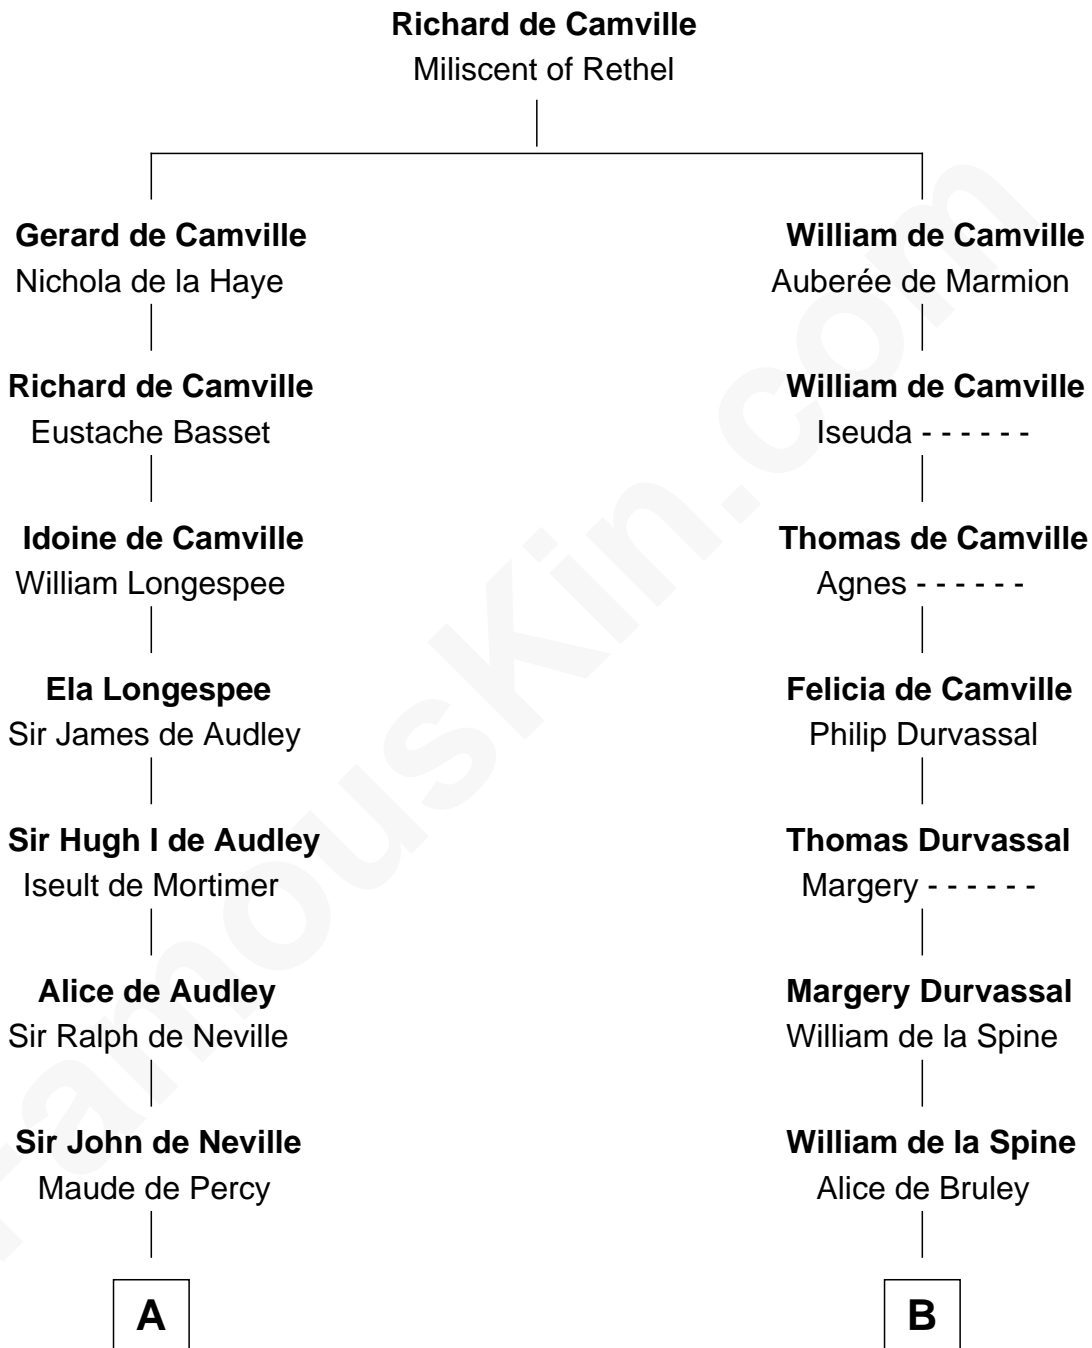 Richard de Camville
Miliscent of Rethel
Gerard de Camville
Nichola de la Haye
William de Camville
Auberée de Marmion
Richard de Camville
Eustache Basset
William de Camville
Iseuda - - - - - -
Idoine de Camville
William Longespee
Thomas de Camville
Agnes - - - - - -
Ela Longespee
Sir James de Audley
Felicia de Camville
Philip Durvassal
Sir Hugh I de Audley
Iseult de Mortimer
Thomas Durvassal
Margery - - - - - -
Alice de Audley
Sir Ralph de Neville
Margery Durvassal
William de la Spine
Sir John de Neville
Maude de Percy
William de la Spine
Alice de Bruley
A
B
FamousKin.com